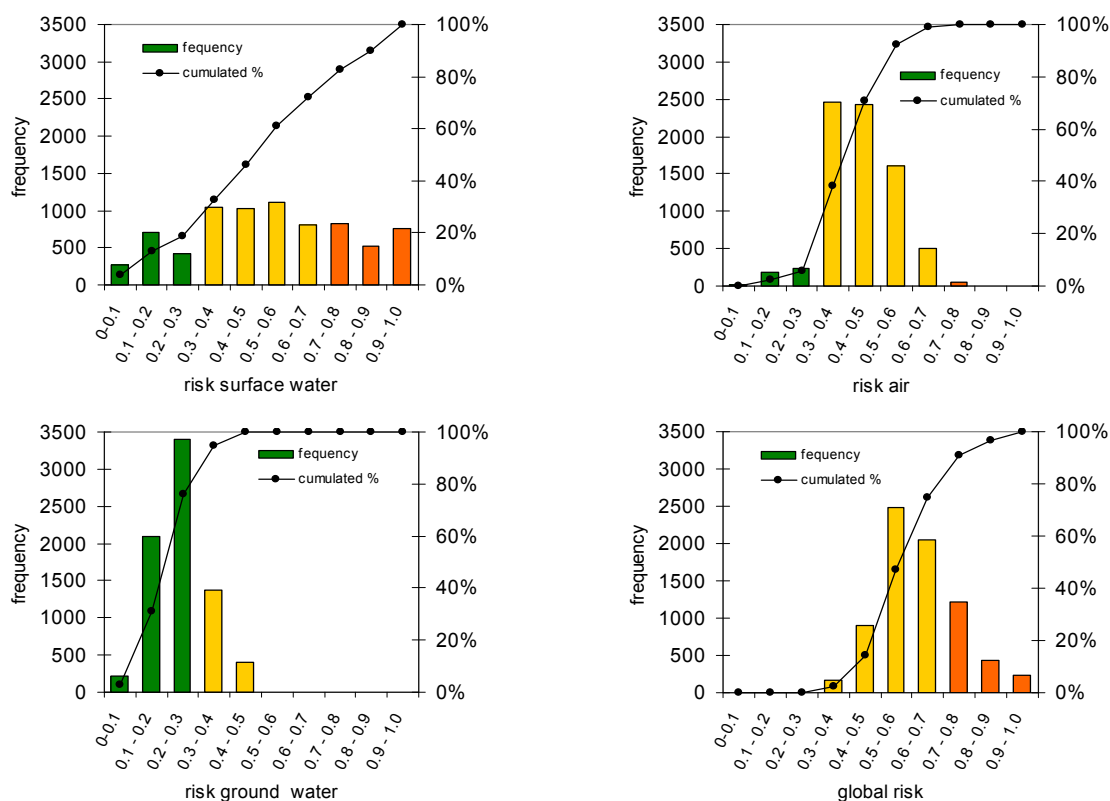 3500
3000
2500
2000
1500
1000
500
0
frequency
fequency
cumulated %
100%
80%
60%
40%
20%
0%
0-0.1
0.1 - 0.2
0.2 - 0.3
0.3 - 0.4
0.4 - 0.5
0.5 - 0.6
0.6 - 0.7
0.7 - 0.8
0.8 - 0.9
0.9 - 1.0
risk surface water
3500
3000
2500
2000
1500
1000
500
0
frequency
fequency
cumulated %
100%
80%
60%
40%
20%
0%
0-0.1
0.1 - 0.2
0.2 - 0.3
0.3 - 0.4
0.4 - 0.5
0.5 - 0.6
0.6 - 0.7
0.7 - 0.8
0.8 - 0.9
0.9 - 1.0
risk air
3500
3000
2500
2000
1500
1000
500
0
frequency
fequency
cumulated %
100%
80%
60%
40%
20%
0%
0-0.1
0.1 - 0.2
0.2 - 0.3
0.3 - 0.4
0.4 - 0.5
0.5 - 0.6
0.6 - 0.7
0.7 - 0.8
0.8 - 0.9
0.9 - 1.0
risk ground water
3500
3000
2500
2000
1500
1000
500
0
frequency
fequency
cumulated %
100%
80%
60%
40%
20%
0%
0-0.1
0.1 - 0.2
0.2 - 0.3
0.3 - 0.4
0.4 - 0.5
0.5 - 0.6
0.6 - 0.7
0.7 - 0.8
0.8 - 0.9
0.9 - 1.0
global risk